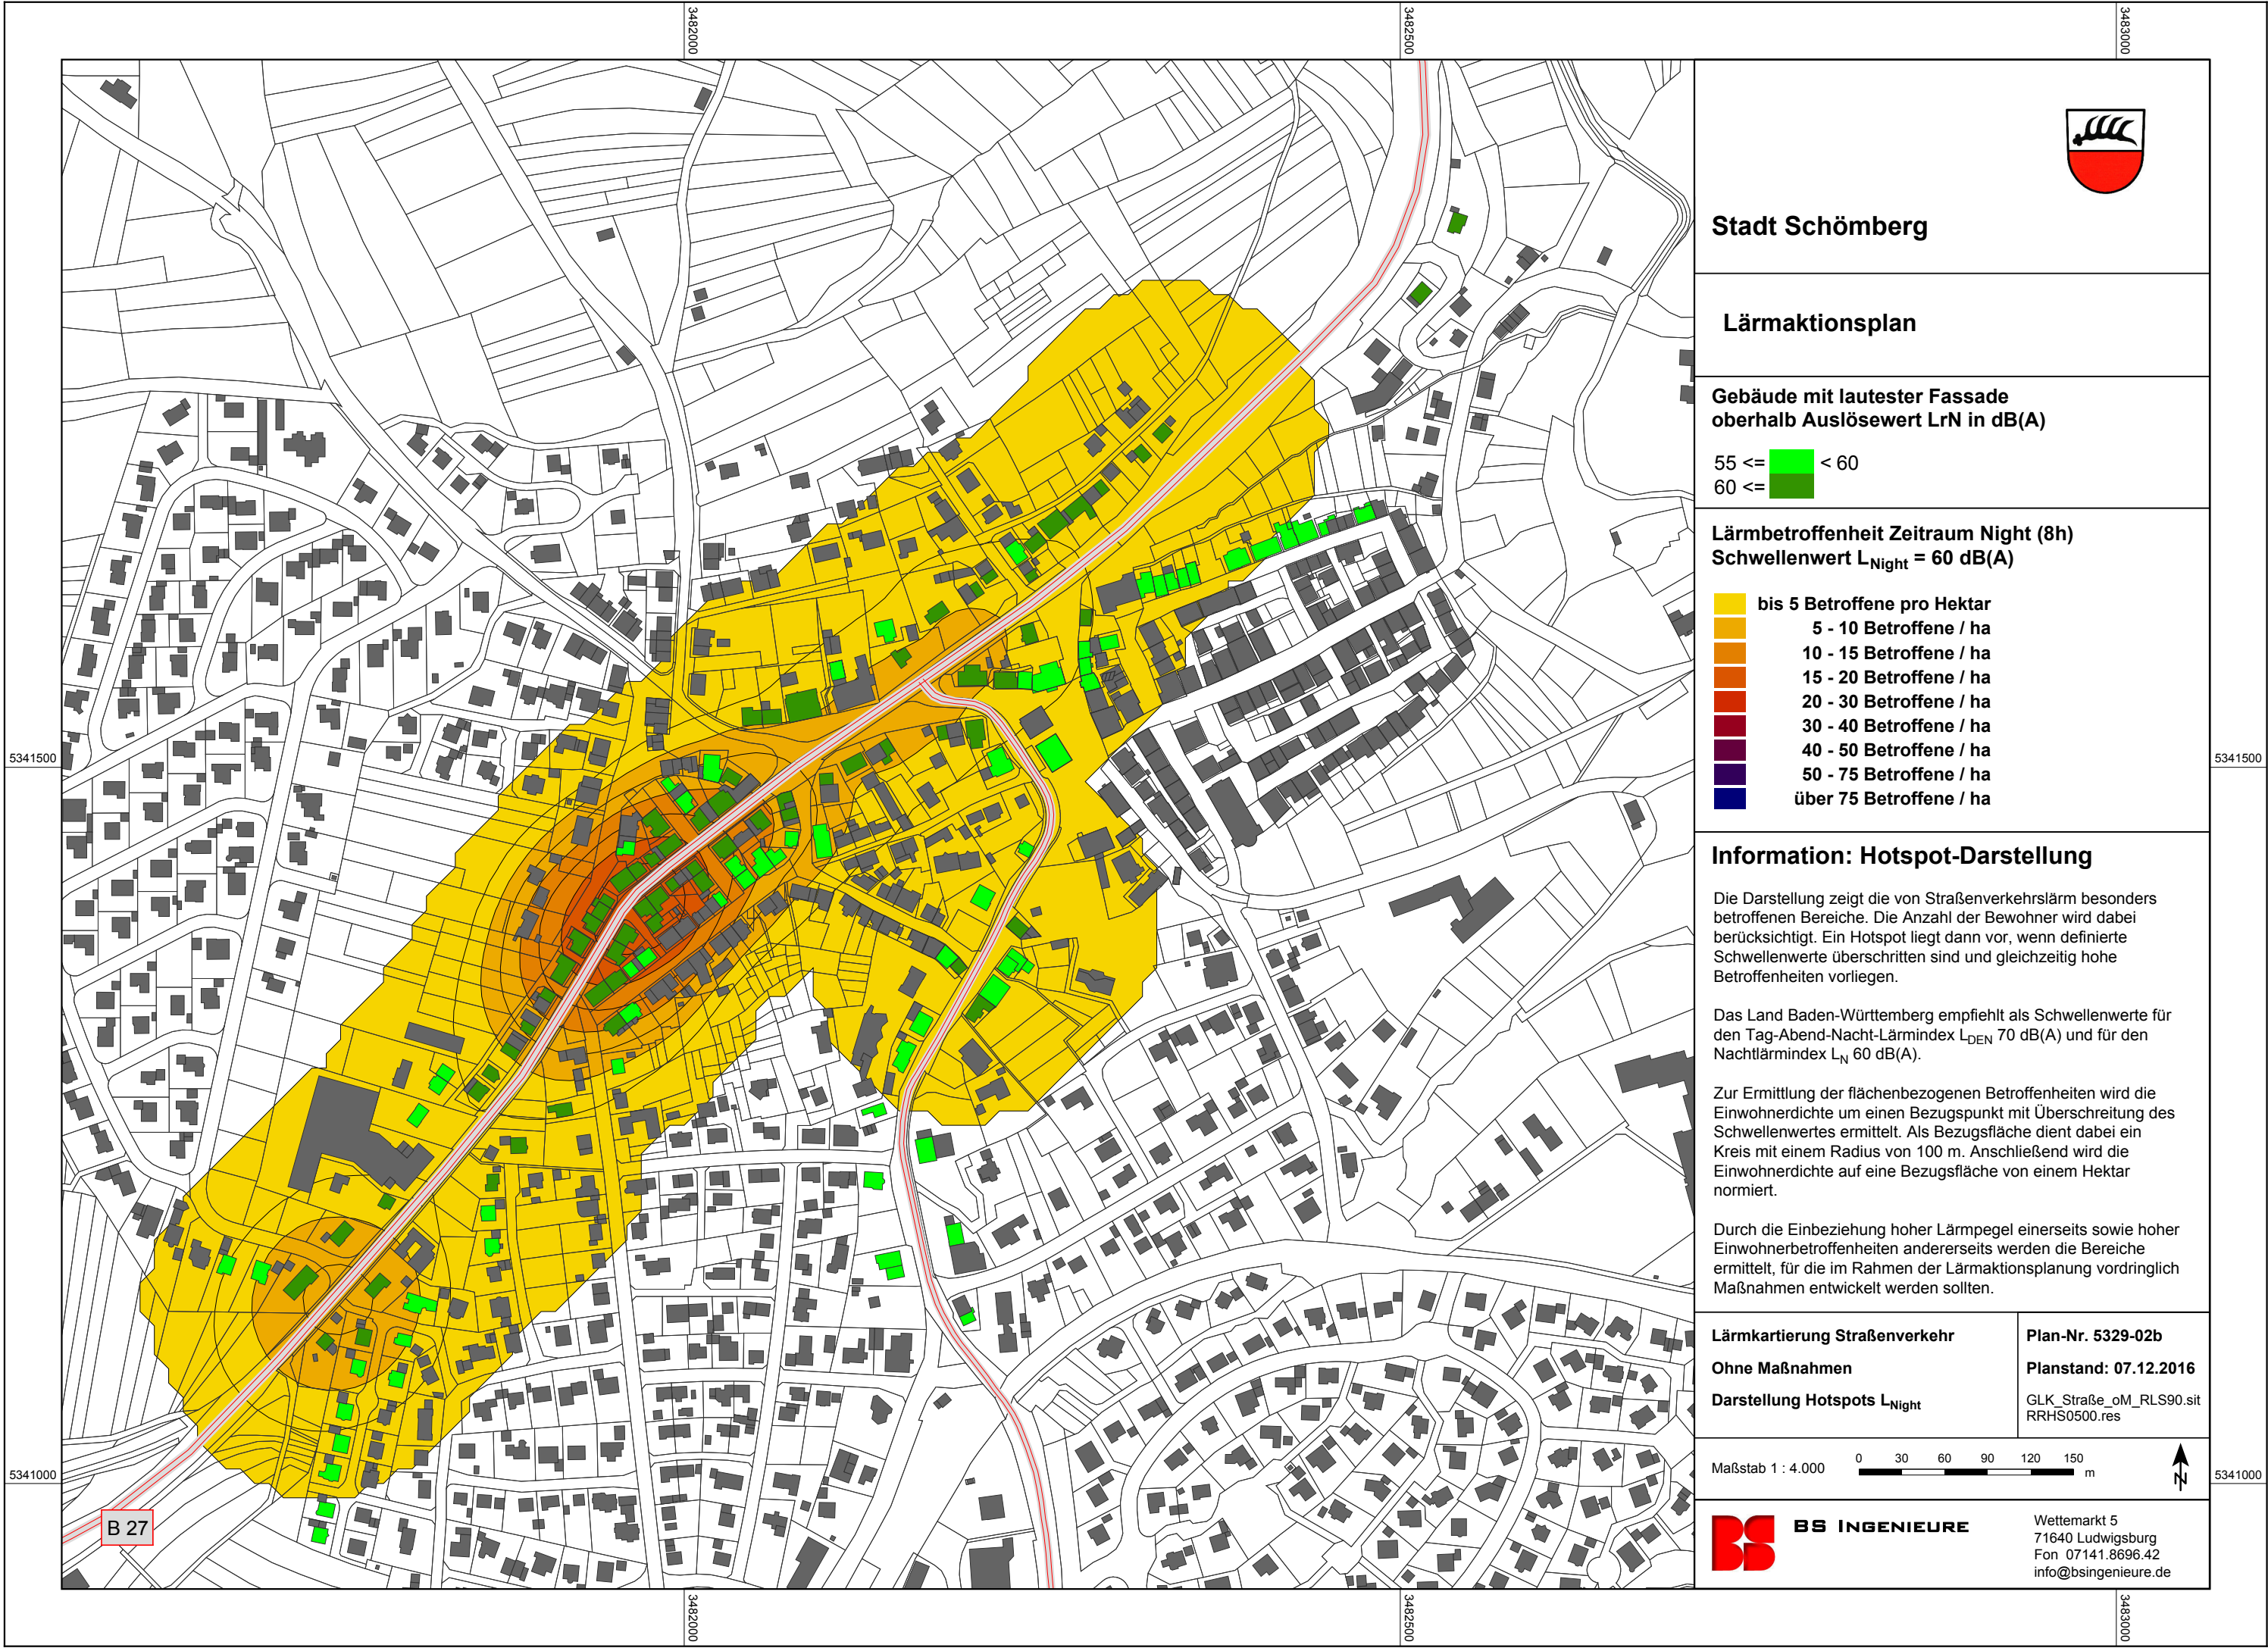 3482000
3482500
3483000
5341500
5341500
5341000
5341000
3482000
3482500
3483000
B 27
Stadt Schömberg
Lärmaktionsplan
Gebäude mit lautester Fassade
oberhalb Auslösewert LrN in dB(A)
55 <= < 60
60 <=
Lärmbetroffenheit Zeitraum Night (8h)
Schwellenwert LNight = 60 dB(A)
bis 5 Betroffene pro Hektar
5 - 10 Betroffene / ha
10 - 15 Betroffene / ha
15 - 20 Betroffene / ha
20 - 30 Betroffene / ha
30 - 40 Betroffene / ha
40 - 50 Betroffene / ha
50 - 75 Betroffene / ha
über 75 Betroffene / ha
Information: Hotspot-Darstellung
Die Darstellung zeigt die von Straßenverkehrslärm besonders
betroffenen Bereiche. Die Anzahl der Bewohner wird dabei
berücksichtigt. Ein Hotspot liegt dann vor, wenn definierte
Schwellenwerte überschritten sind und gleichzeitig hohe
Betroffenheiten vorliegen.
Das Land Baden-Württemberg empfiehlt als Schwellenwerte für
den Tag-Abend-Nacht-Lärmindex LDEN 70 dB(A) und für den
Nachtlärmindex LN 60 dB(A).
Zur Ermittlung der flächenbezogenen Betroffenheiten wird die
Einwohnerdichte um einen Bezugspunkt mit Überschreitung des
Schwellenwertes ermittelt. Als Bezugsfläche dient dabei ein
Kreis mit einem Radius von 100 m. Anschließend wird die
Einwohnerdichte auf eine Bezugsfläche von einem Hektar
normiert.
Durch die Einbeziehung hoher Lärmpegel einerseits sowie hoher
Einwohnerbetroffenheiten andererseits werden die Bereiche
ermittelt, für die im Rahmen der Lärmaktionsplanung vordringlich
Maßnahmen entwickelt werden sollten.
Lärmkartierung Straßenverkehr
Ohne Maßnahmen
Darstellung Hotspots LNight
Plan-Nr. 5329-02b
Planstand: 07.12.2016
GLK_Straße_oM_RLS90.sit
RRHS0500.res
Maßstab 1 : 4.000
0 30 60 90 120 150
m
N
BS
BS INGENIEURE
Wettemarkt 5
71640 Ludwigsburg
Fon 07141.8696.42
info@bsingenieure.de